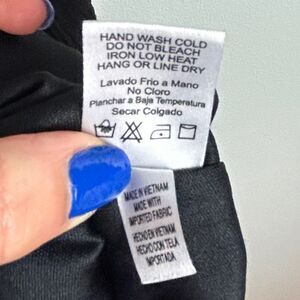 HAND WASH COLD
DO NOT BLEACH
IRON LOW HEAT
HANG OR LINE DRY
Lavado Frio a Mano
No Cloro
Planchar a Baja Temperatura
Secar Colgado
MADE IN VIETNAM
MADE WITH
IMPORTED FABRIC
HECHO EN VIETNAM
HECHO CON TELA
IMPORTADA